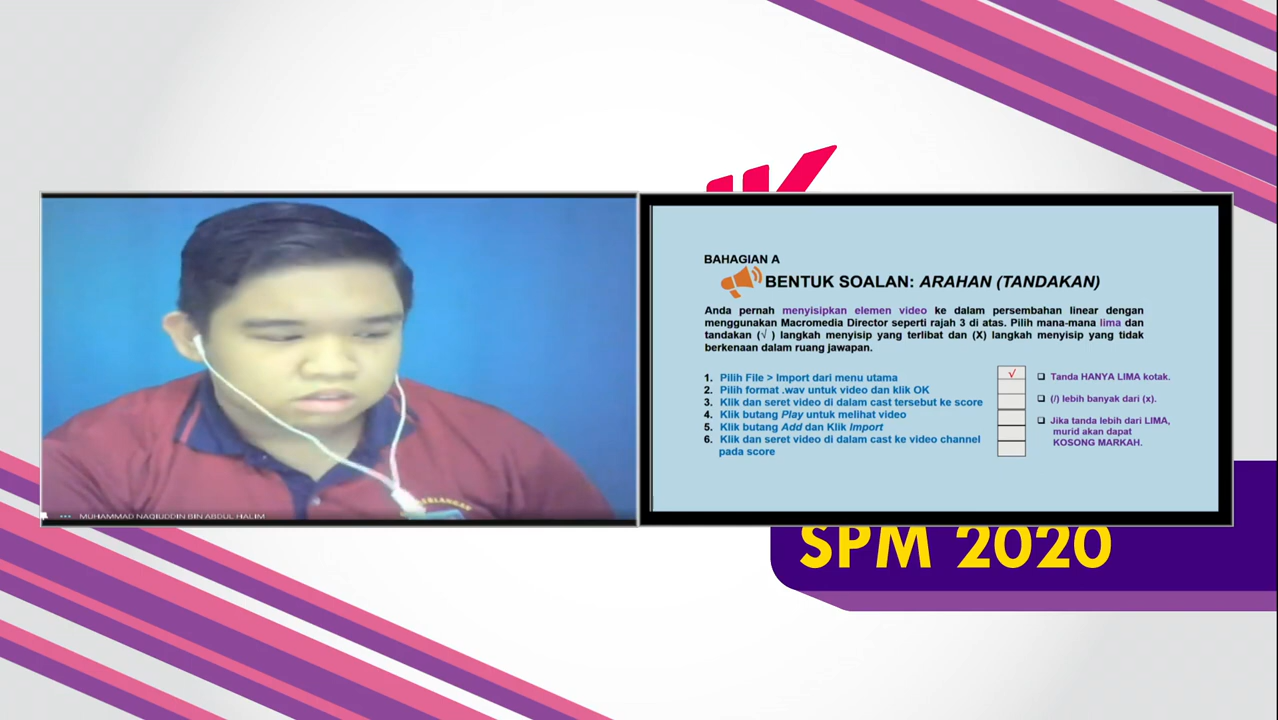 BAHAGIAN A
BENTUK SOALAN: ARAHAN (TANDAKAN)
Anda pernah menyisipkan elemen video ke dalam persembahan linear dengan
menggunakan Macromedia Director seperti rajah 3 di atas. Pilih mana-mana lima dan
tandakan (√ ) langkah menyisip yang terlibat dan (X) langkah menyisip yang tidak
berkenaan dalam ruang jawapan.
1. Pilih File > Import dari menu utama
2. Pilih format .wav untuk video dan klik OK
3. Klik dan seret video di dalam cast tersebut ke score
4. Klik butang Play untuk melihat video
5. Klik butang Add dan Klik Import
6. Klik dan seret video di dalam cast ke video channel
pada score
√
❑ Tanda HANYA LIMA kotak.
❑ (/) lebih banyak dari (x).
❑ Jika tanda lebih dari LIMA,
murid akan dapat
KOSONG MARKAH.
MUHAMMAD NAQIUDDIN BIN ABDUL HALIM
SPM 2020